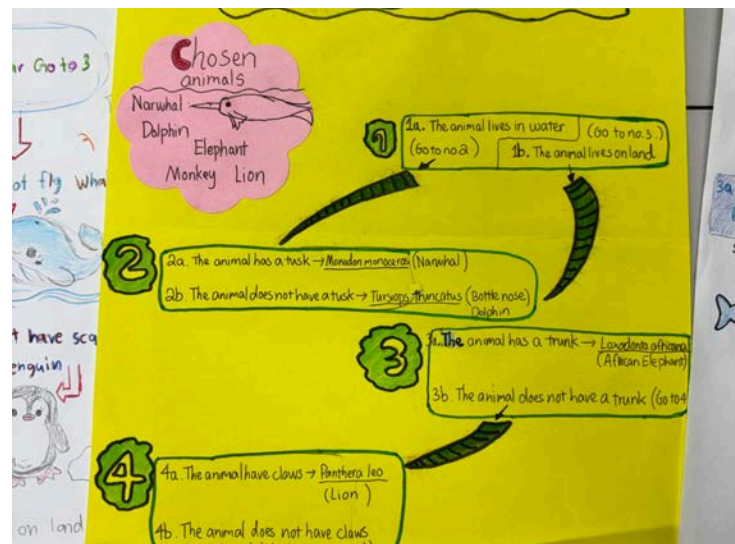 Chosen
animals
Narwhal
Dolphin
Elephant
Monkey Lion
1
1a. The animal lives in water.
(Go to no 2)
(Go to no.3.)
1b. The animal lives on land
2
2a. The animal has a tusk → Monodon monoceros (Narwhal)
2b. The animal does not have a tusk → Tursiops truncatus (Bottle nose)
Dolphin
3
3a. The animal has a trunk → Loxodonta africana
(African Elephant)
3b. The animal does not have a trunk (Go to 4
4
4a. The animal have claws → Panthera leo
(Lion)
4b. The animal does not have claws
Go to 3
ot fly
t have sca
enguin
on land
3a